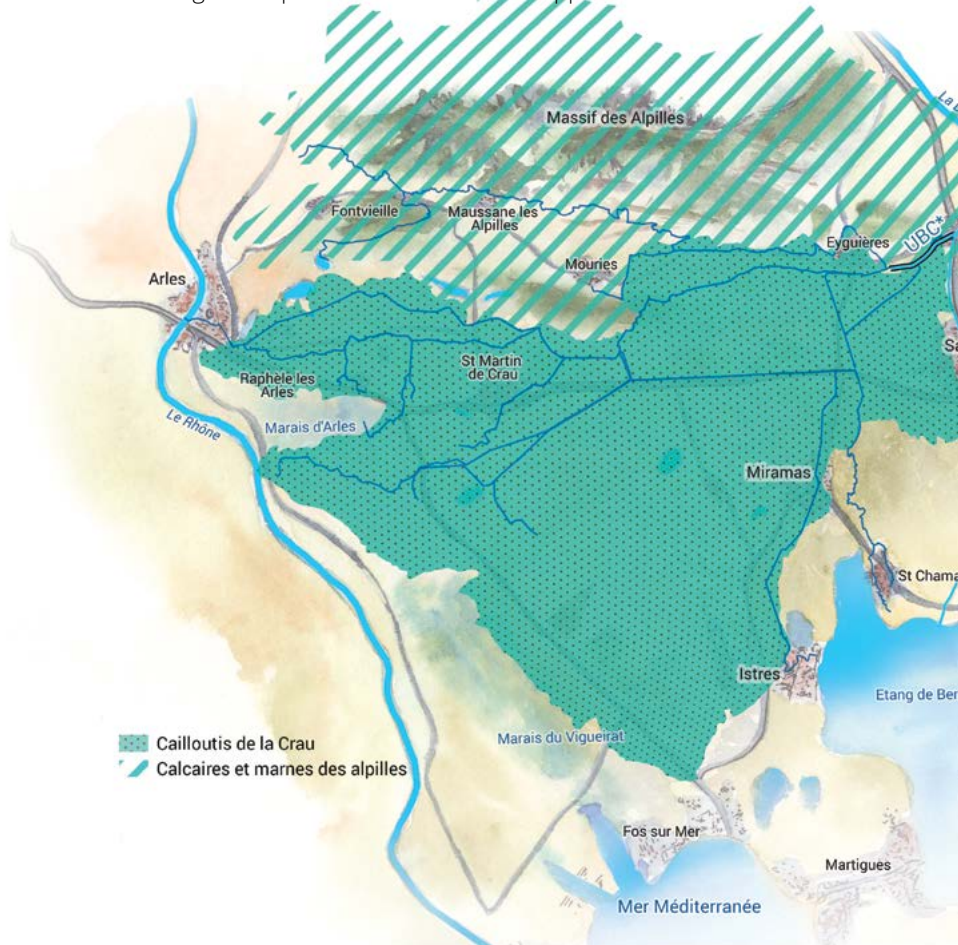 Massif des Alpilles
Fontvieille
Maussane les
Alpilles
Eyguières
UBC*
Mouries
Arles
St Martin
de Crau
Raphèle les
Arles
Marais d'Arles
Le Rhône
Miramas
St Chama
Istres
Etang de Ber
Marais du Vigueirat
Cailloutis de la Crau
Calcaires et marnes des alpilles
Fos sur Mer
Martigues
Mer Méditerranée